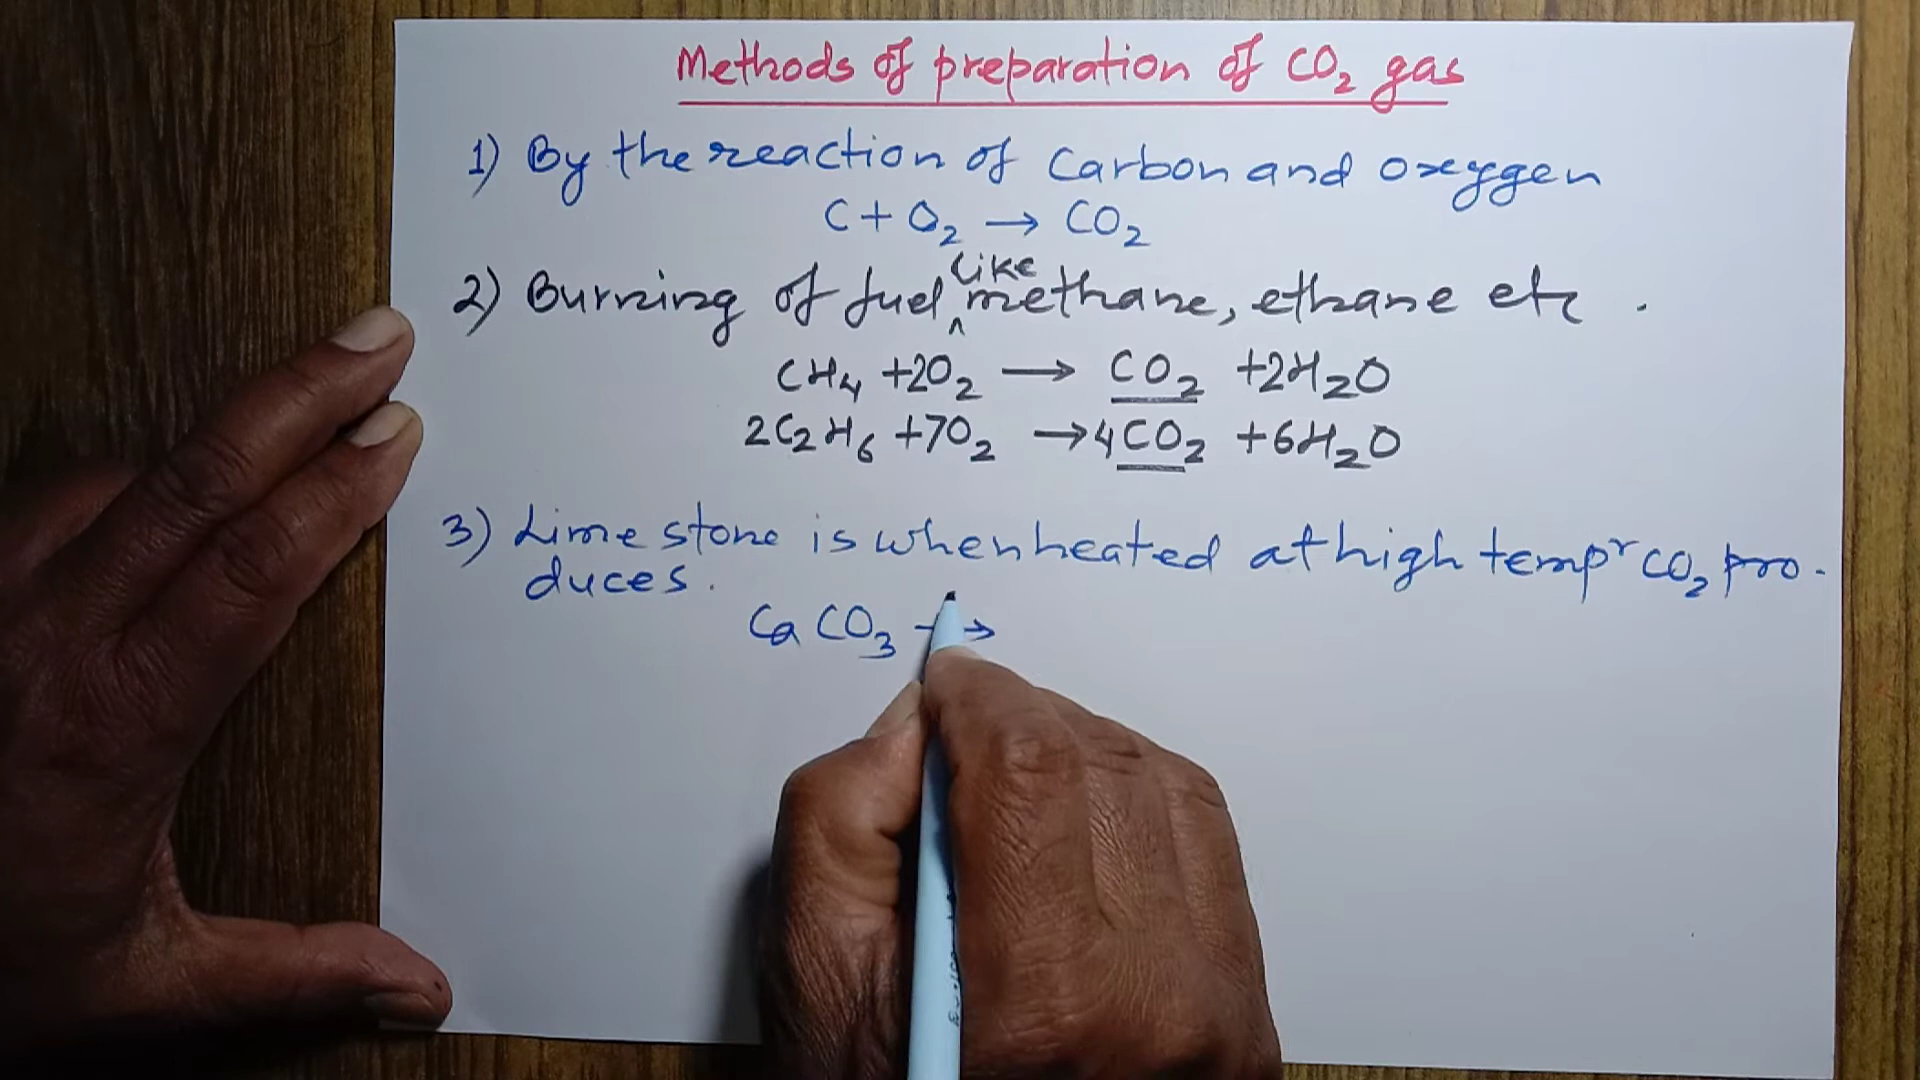 Methods of preparation of CO₂ gas
1) By the reaction of Carbon and oxygen
C + O₂ → CO₂
2) Burning of fuel like methane, ethane etc .
CH₄ + 2O₂ → CO₂ + 2H₂O
2C₂H₆ + 7O₂ → 4CO₂ + 6H₂O
3) Lime stone is when heated at high tempʳ CO₂ pro-
duces.
CaCO₃ →